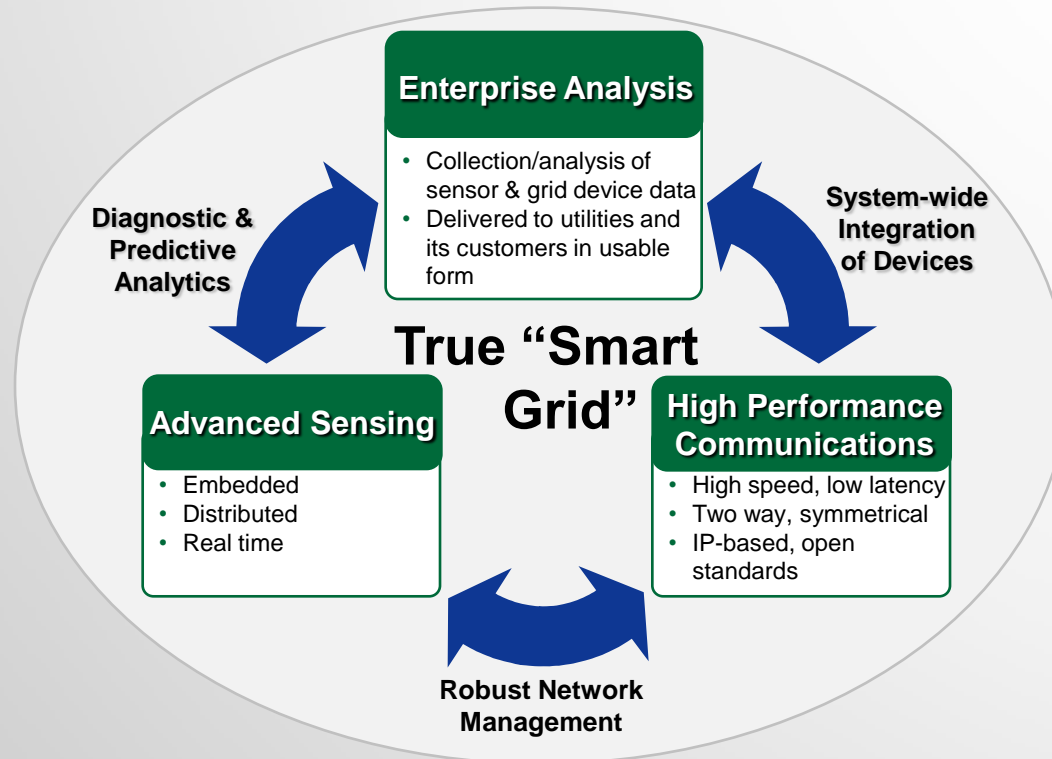 Enterprise Analysis
• Collection/analysis of
sensor & grid device data
• Delivered to utilities and
its customers in usable
form
Diagnostic &
Predictive
Analytics
System-wide
Integration
of Devices
True “Smart
Grid”
Advanced Sensing
• Embedded
• Distributed
• Real time
High Performance
Communications
• High speed, low latency
• Two way, symmetrical
• IP-based, open
standards
Robust Network
Management